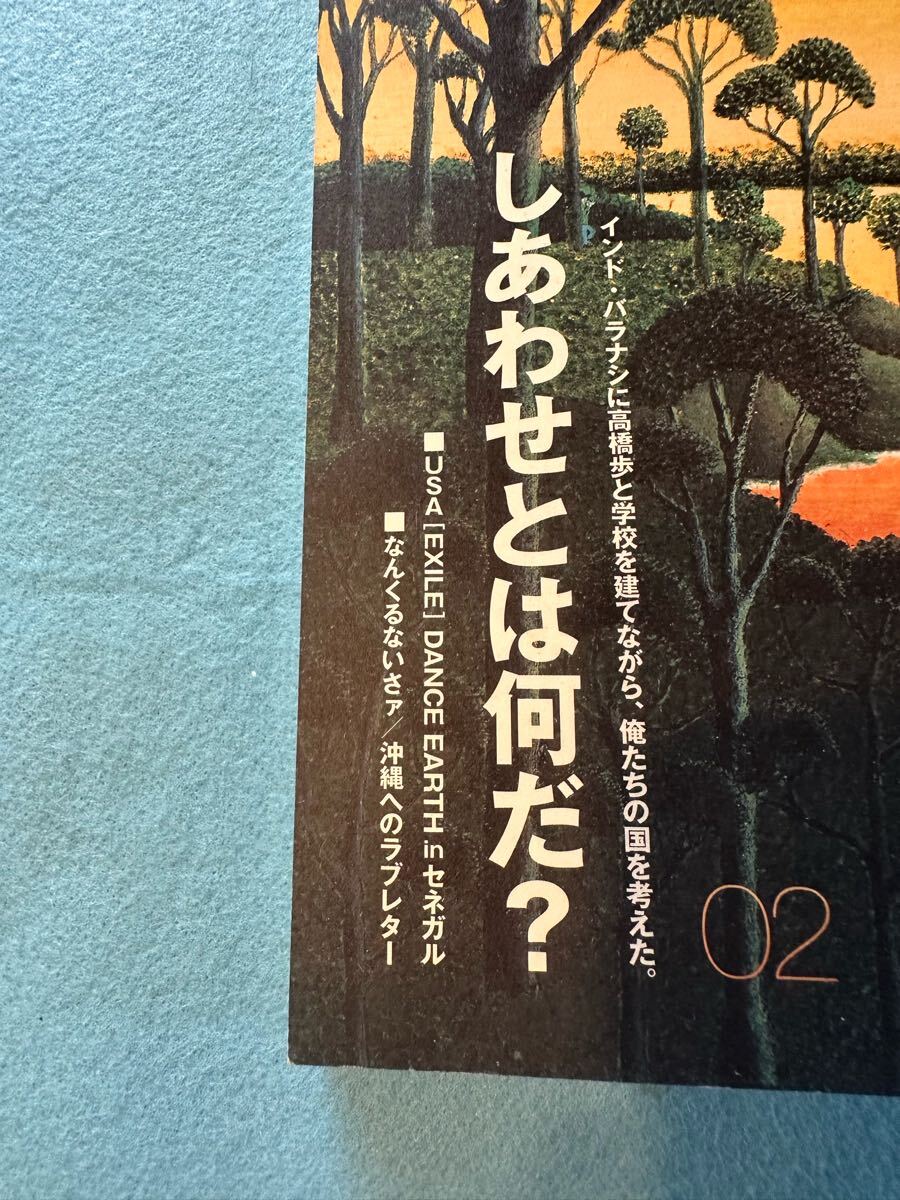 インド・バラナシに高橋歩と学校を建てながら、俺たちの国を考えた。
しあわせとは何だ?
■USA [EXILE] DANCE EARTH in セネガル
■なんくるないさァ/沖縄へのラブレター
02